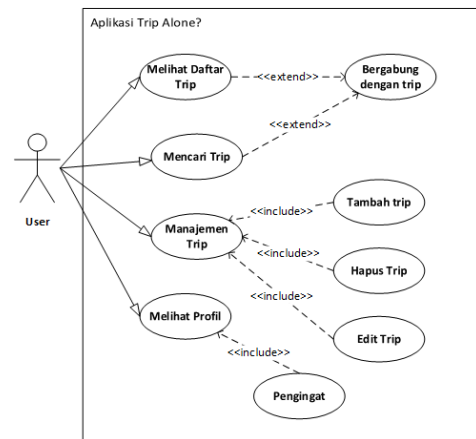 Aplikasi Trip Alone?
Melihat Daftar
Trip
<<extend>>
Bergabung
dengan trip
<<extend>>
Mencari Trip
User
Tambah trip
<<include>>
Manajemen
Trip
<<include>>
Hapus Trip
<<include>>
Melihat Profil
Edit Trip
<<include>>
Pengingat